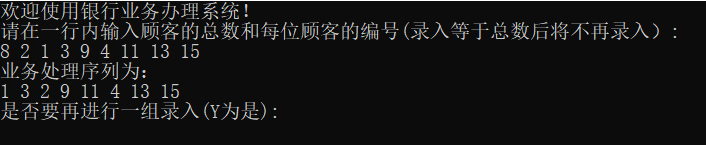 欢迎使用银行业务办理系统！
请在一行内输入顾客的总数和每位顾客的编号(录入等于总数后将不再录入）:
8 2 1 3 9 4 11 13 15
业务处理序列为：
1 3 2 9 11 4 13 15
是否要再进行一组录入(Y为是):